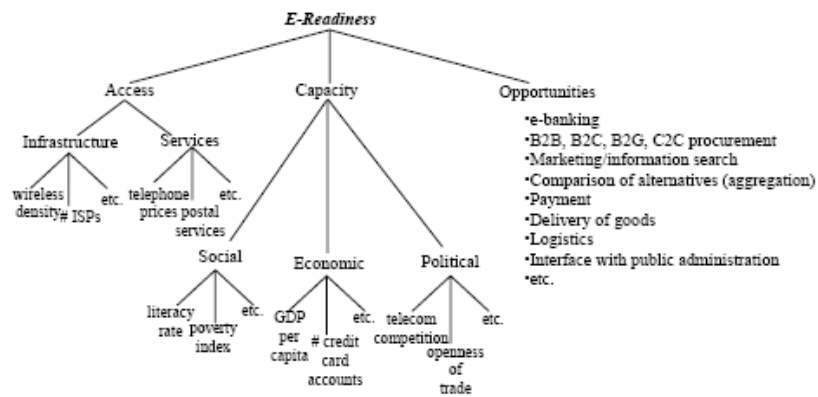 E-Readiness
Access
Capacity
Opportunities
Infrastructure
Services
wireless
density
# ISPs
etc.
telephone
prices
postal
services
etc.
Social
Economic
Political
literacy
rate
poverty
index
etc.
GDP
per
capita
# credit
card
accounts
etc.
telecom
competition
openness
of
trade
etc.
•e-banking
•B2B, B2C, B2G, C2C procurement
•Marketing/information search
•Comparison of alternatives (aggregation)
•Payment
•Delivery of goods
•Logistics
•Interface with public administration
•etc.